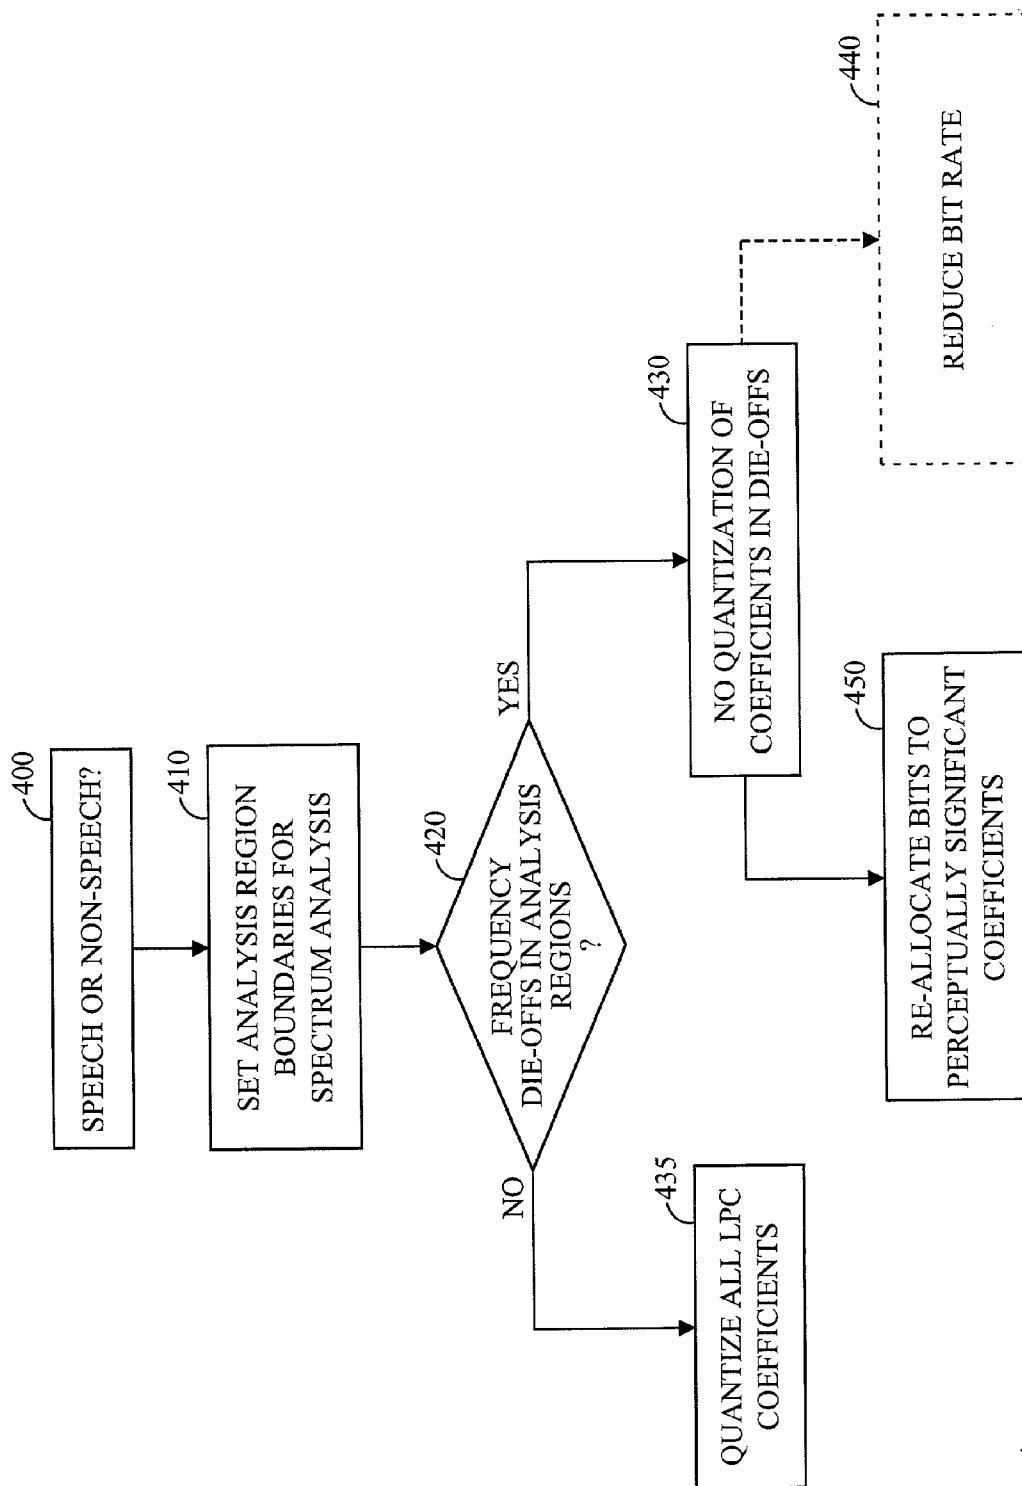 400
SPEECH OR NON-SPEECH?
410
SET ANALYSIS REGION
BOUNDARIES FOR
SPECTRUM ANALYSIS
420
FREQUENCY
DIE-OFFS IN ANALYSIS
REGIONS
?
NO
YES
435
QUANTIZE ALL LPC
COEFFICIENTS
430
NO QUANTIZATION OF
COEFFICIENTS IN DIE-OFFS
450
RE-ALLOCATE BITS TO
PERCEPTUALLY SIGNIFICANT
COEFFICIENTS
440
REDUCE BIT RATE